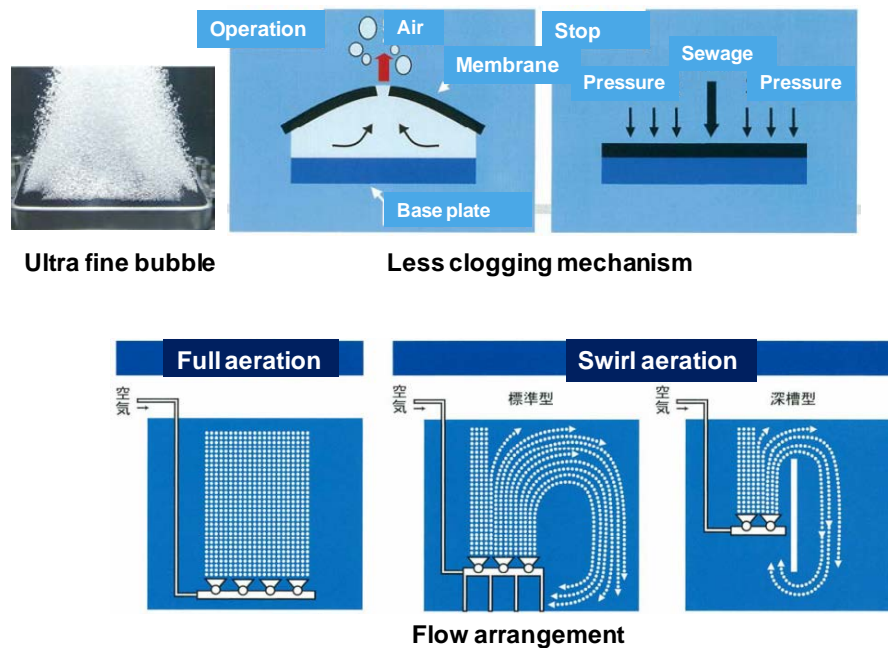 Operation
Air
Membrane
Base plate
Stop
Sewage
Pressure
Pressure
Ultra fine bubble
Less clogging mechanism
Full aeration
Swirl aeration
空気
空気
標準型
空気
深槽型
Flow arrangement